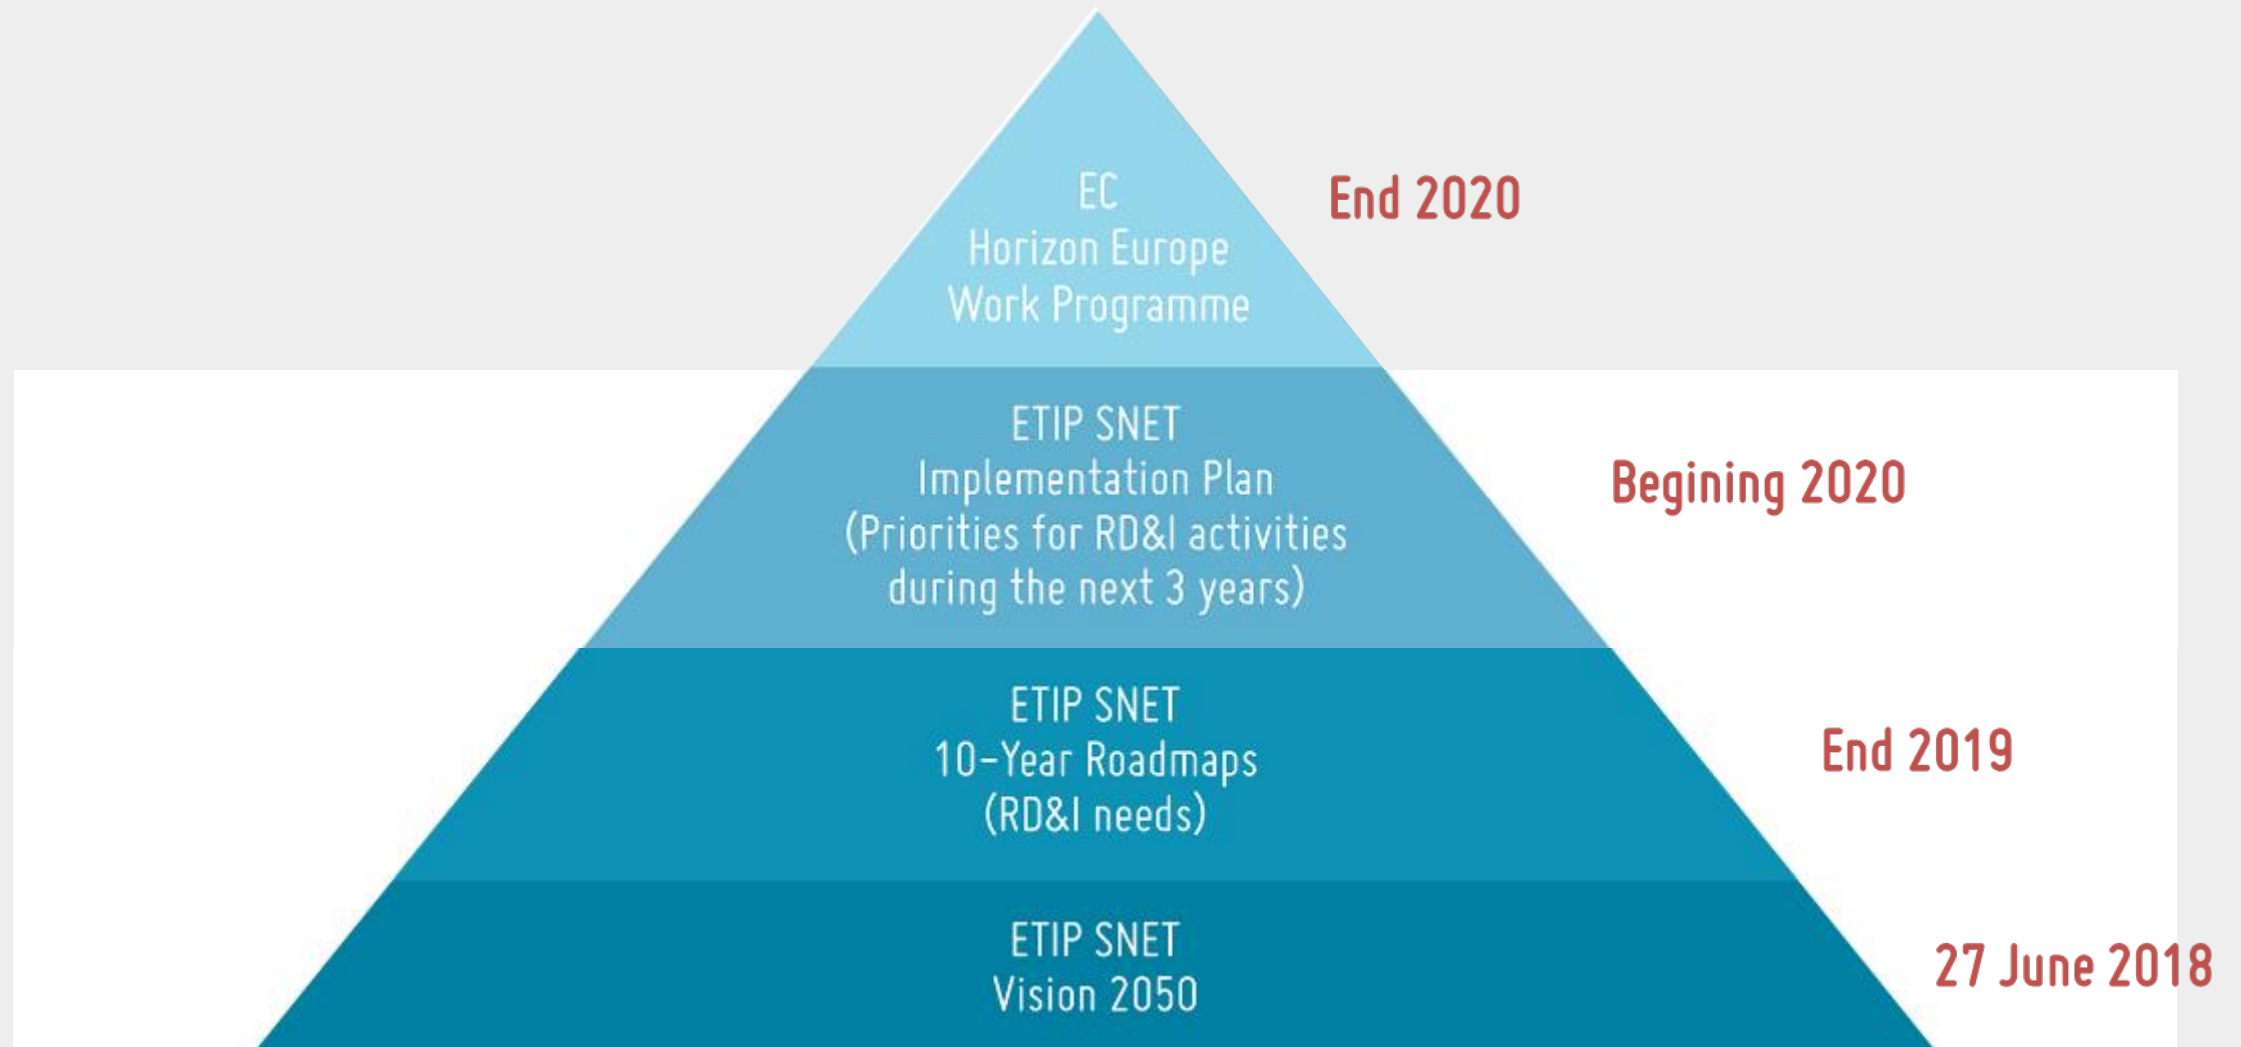 EC
Horizon Europe
Work Programme
End 2020
ETIP SNET
Implementation Plan
(Priorities for RD&I activities
during the next 3 years)
Begining 2020
ETIP SNET
10-Year Roadmaps
(RD&I needs)
End 2019
ETIP SNET
Vision 2050
27 June 2018